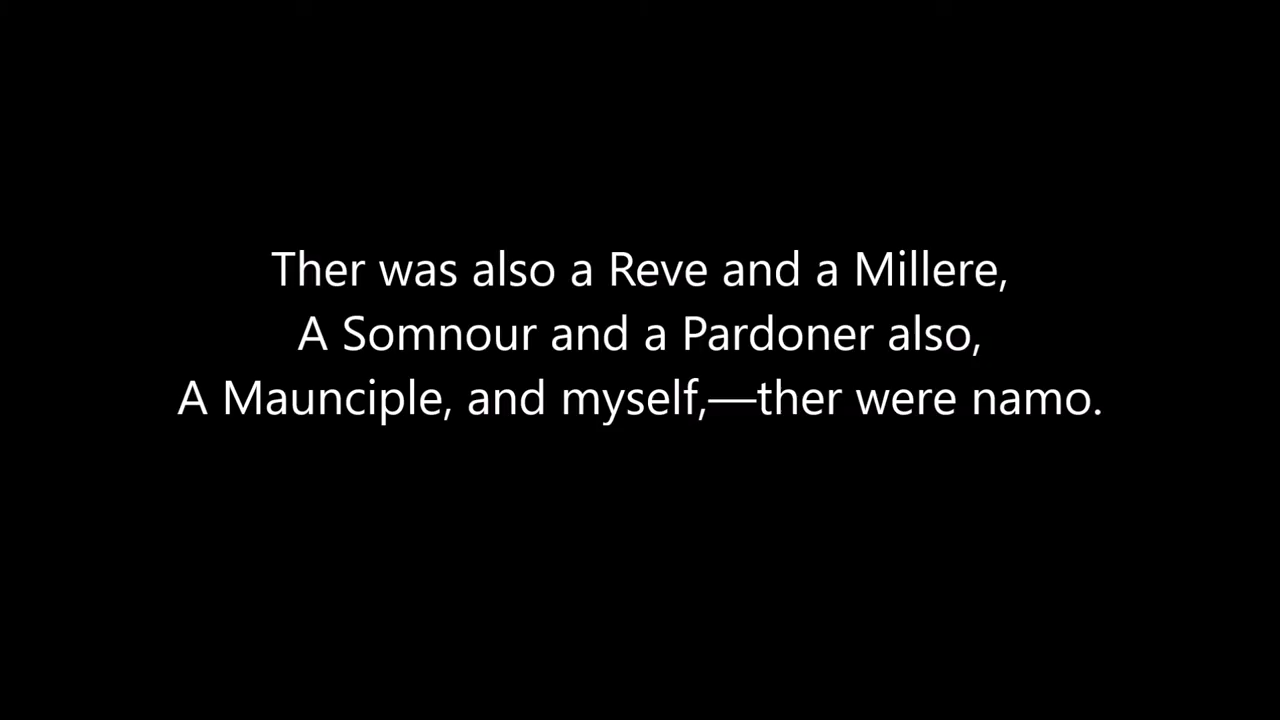 Ther was also a Reve and a Millere,
A Somnour and a Pardoner also,
A Maunciple, and myself,—ther were namo.